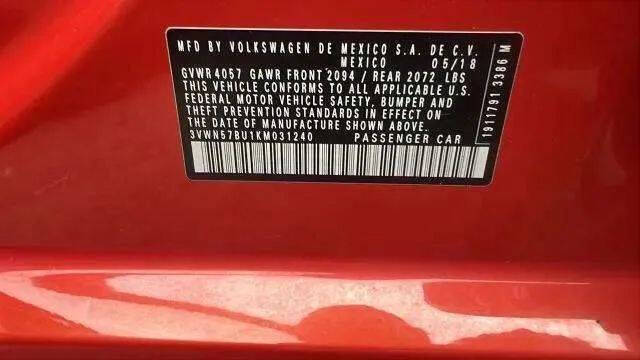 MFD BY VOLKSWAGEN DE MEXICO S.A. DE C.V.
MEXICO 05/18
GVWR 4057 GAWR FRONT 2094 / REAR 2072 LBS
THIS VEHICLE CONFORMS TO ALL APPLICABLE U.S.
FEDERAL MOTOR VEHICLE SAFETY, BUMPER AND
THEFT PREVENTION STANDARDS IN EFFECT ON
THE DATE OF MANUFACTURE SHOWN ABOVE.
3VWN57BU1KM031240 PASSENGER CAR
1911791 3386 M